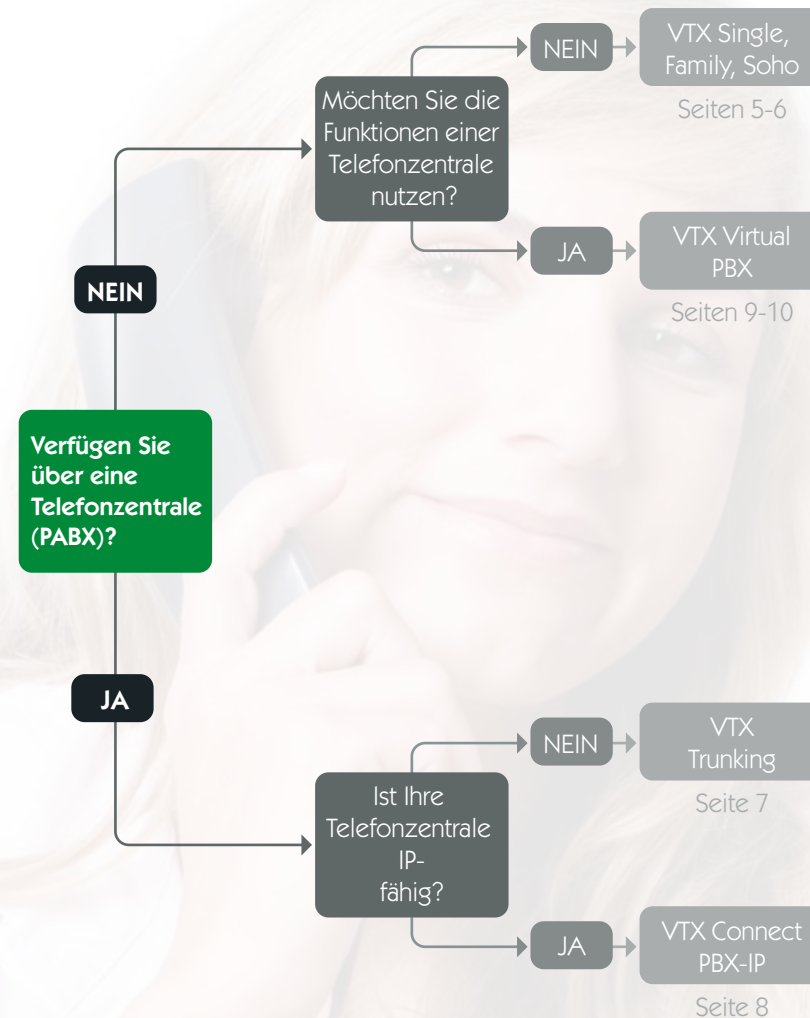 NEIN
VTX Single,
Family, Soho
Seiten 5-6
Möchten Sie die
Funktionen einer
Telefonzentrale
nutzen?
JA
VTX Virtual
PBX
Seiten 9-10
NEIN
Verfügen Sie
über eine
Telefonzentrale
(PABX)?
JA
NEIN
VTX
Trunking
Seite 7
Ist Ihre
Telefonzentrale
IP-
fähig?
JA
VTX Connect
PBX-IP
Seite 8